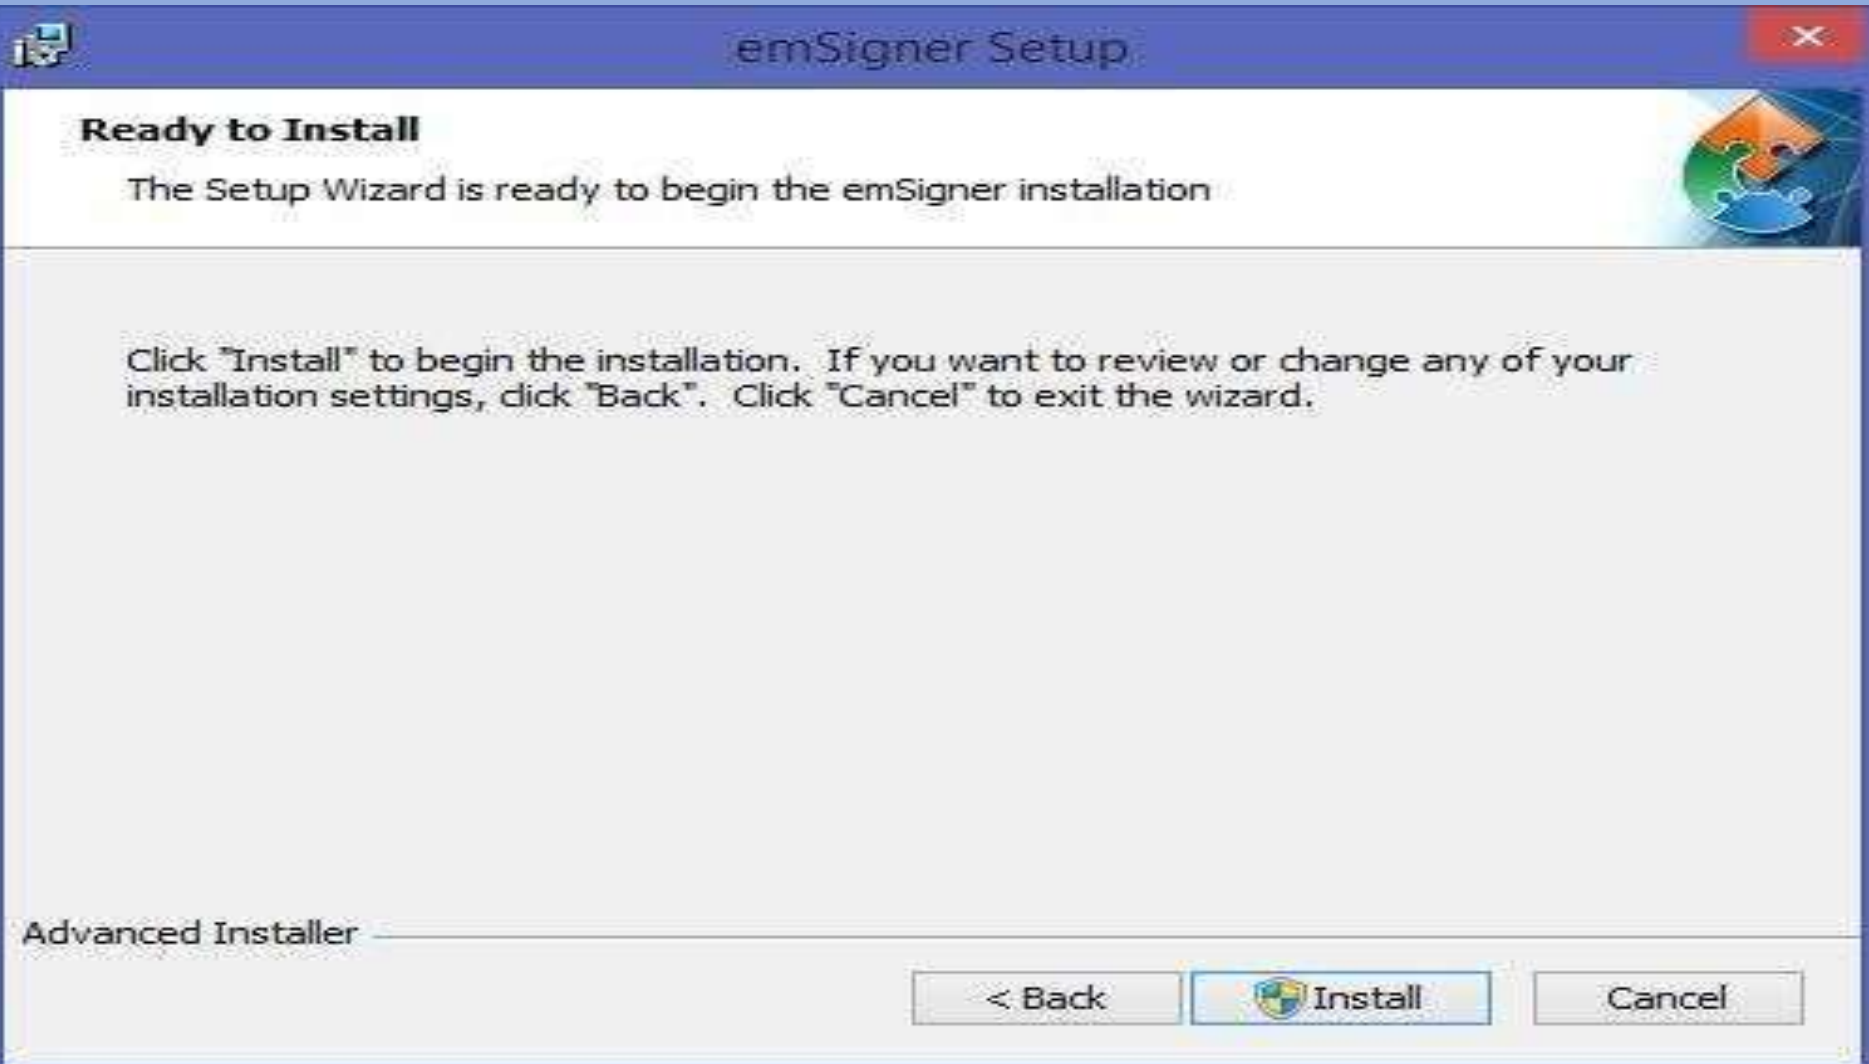 emSigner Setup
Ready to Install
The Setup Wizard is ready to begin the emSigner installation
Click "Install" to begin the installation.  If you want to review or change any of your
installation settings, click "Back".  Click "Cancel" to exit the wizard.
Advanced Installer
< Back
Install
Cancel